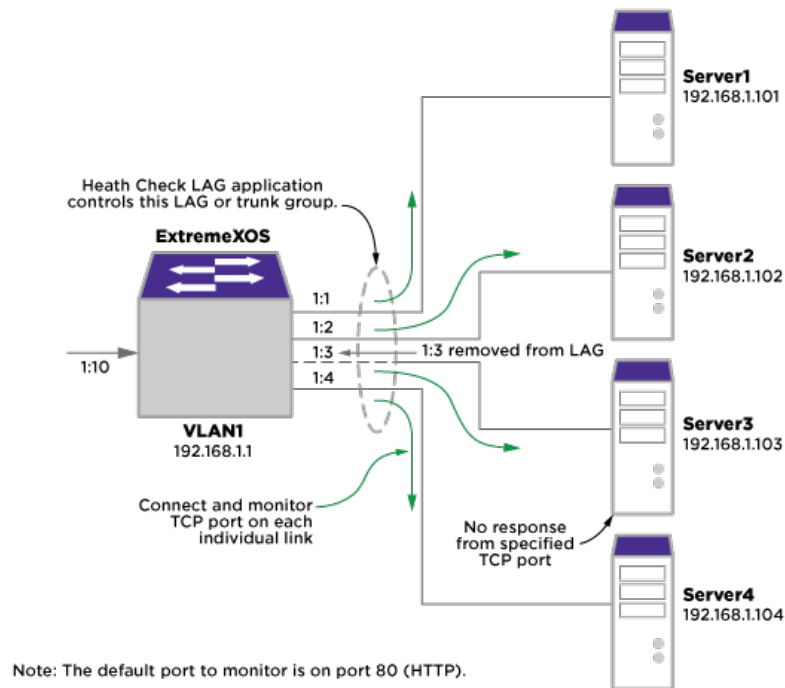 Server1
192.168.1.101
Heath Check LAG application
controls this LAG or trunk group.
ExtremeXOS
Server2
192.168.1.102
1:1
1:2
1:3
1:3 removed from LAG
1:10
1:4
VLAN1
192.168.1.1
Server3
192.168.1.103
Connect and monitor
TCP port on each
individual link
No response
from specified
TCP port
Server4
192.168.1.104
Note: The default port to monitor is on port 80 (HTTP).